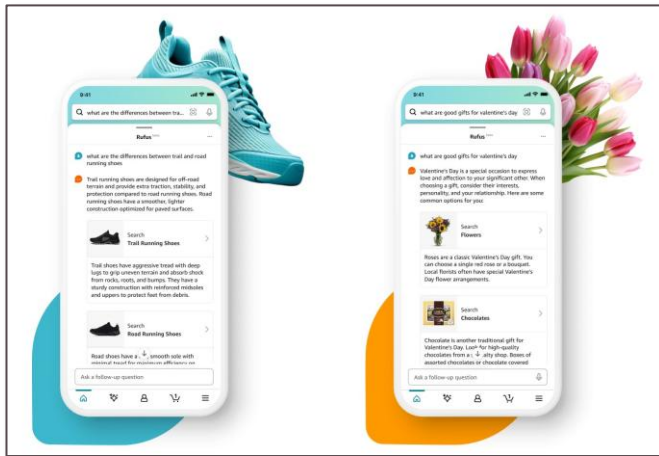 9:41
what are the differences between tra...
Rufus
what are the differences between trail and road
running shoes
Trail running shoes are designed for off-road
terrain and provide extra traction, stability, and
protection compared to road running shoes. Road
running shoes have a smoother, lighter
construction optimized for paved surfaces.
Search
Trail Running Shoes
Trail shoes have aggressive tread with deep
lugs to grip uneven terrain and absorb shock
from rocks, roots, and bumps. They have a
sturdy construction with reinforced midsoles
and uppers to protect feet from debris.
Search
Road Running Shoes
Road shoes have a smooth sole with
minimal tread for maximum efficiency on
Ask a follow-up question
9:41
what are good gifts for valentine's day
Rufus
what are good gifts for valentine's day
Valentine's Day is a special occasion to express
love and affection to your significant other. When
choosing a gift, consider their interests,
personality, and your relationship. Here are some
common options for you:
Search
Flowers
Roses are a classic Valentine's Day gift. You
can choose a single red rose or a bouquet.
Local florists often have special Valentine's
Day flower arrangements.
Search
Chocolates
Chocolate is another traditional gift for
Valentine's Day. Look for high-quality
chocolates from a alty shop. Boxes of
assorted chocolates or chocolate covered
Ask a follow-up question